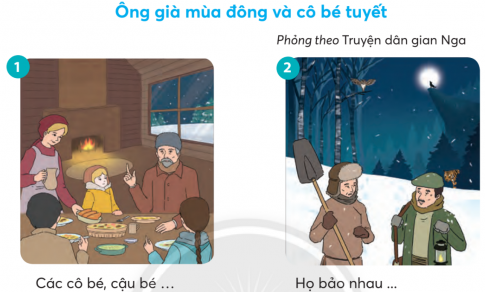 Ông già mùa đông và cô bé tuyết
Phỏng theo Truyện dân gian Nga
1
2
Các cô bé, cậu bé ...
Họ bảo nhau ...